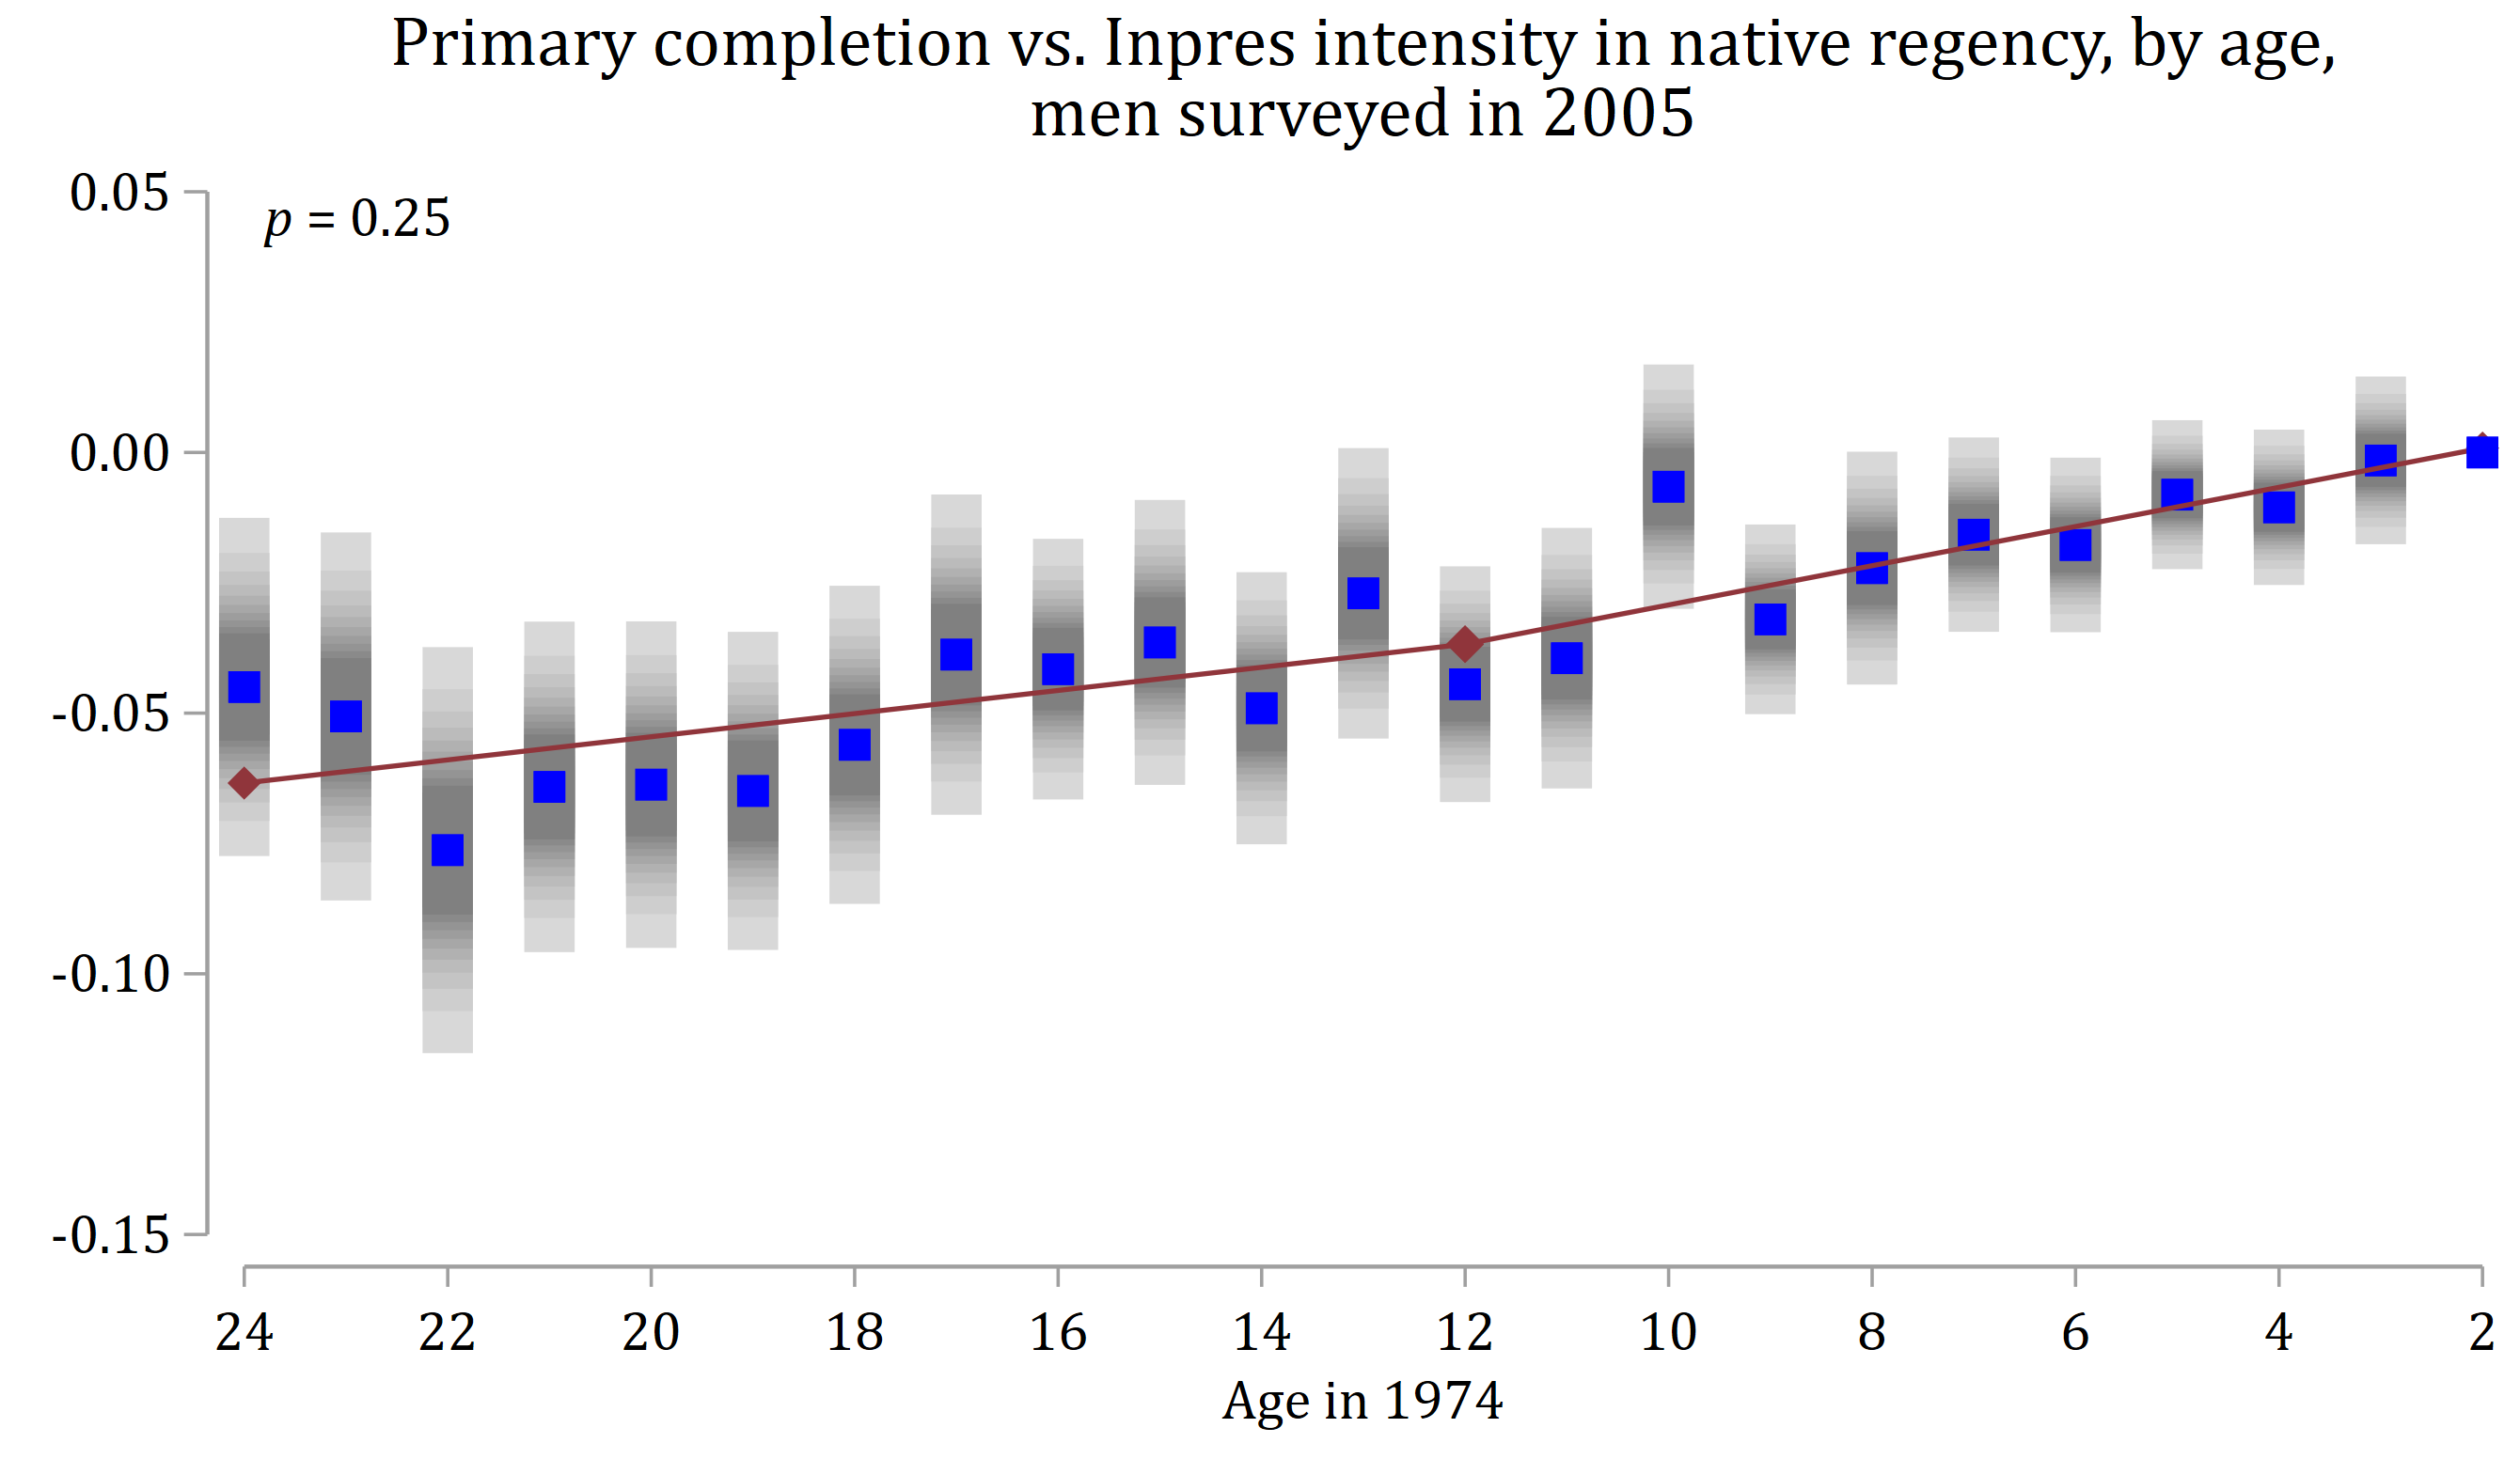 Primary completion vs. Inpres intensity in native regency, by age,
men surveyed in 2005
0.05
p = 0.25
0.00
-0.05
-0.10
-0.15
24 22 20 18 16 14 12 10 8 6 4 2
Age in 1974